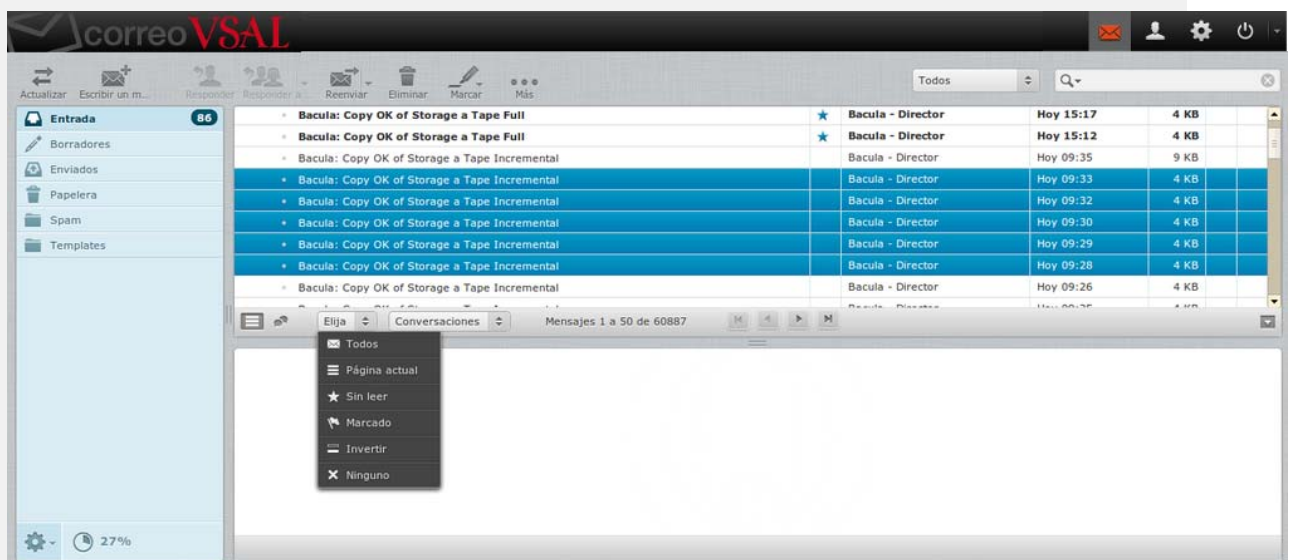 correo VSAL
Actualizar Escribir un m... Responder Responder a ... Reenviar Eliminar Marcar Más
Todos
Entrada 86
Borradores
Enviados
Papelera
Spam
Templates
Bacula: Copy OK of Storage a Tape Full Bacula - Director Hoy 15:17 4 KB
Bacula: Copy OK of Storage a Tape Full Bacula - Director Hoy 15:12 4 KB
Bacula: Copy OK of Storage a Tape Incremental Bacula - Director Hoy 09:35 9 KB
Bacula: Copy OK of Storage a Tape Incremental Bacula - Director Hoy 09:33 4 KB
Bacula: Copy OK of Storage a Tape Incremental Bacula - Director Hoy 09:32 4 KB
Bacula: Copy OK of Storage a Tape Incremental Bacula - Director Hoy 09:30 4 KB
Bacula: Copy OK of Storage a Tape Incremental Bacula - Director Hoy 09:29 4 KB
Bacula: Copy OK of Storage a Tape Incremental Bacula - Director Hoy 09:28 4 KB
Bacula: Copy OK of Storage a Tape Incremental Bacula - Director Hoy 09:26 4 KB
Elija Conversaciones Mensajes 1 a 50 de 60887
Todos
Página actual
Sin leer
Marcado
Invertir
Ninguno
27%